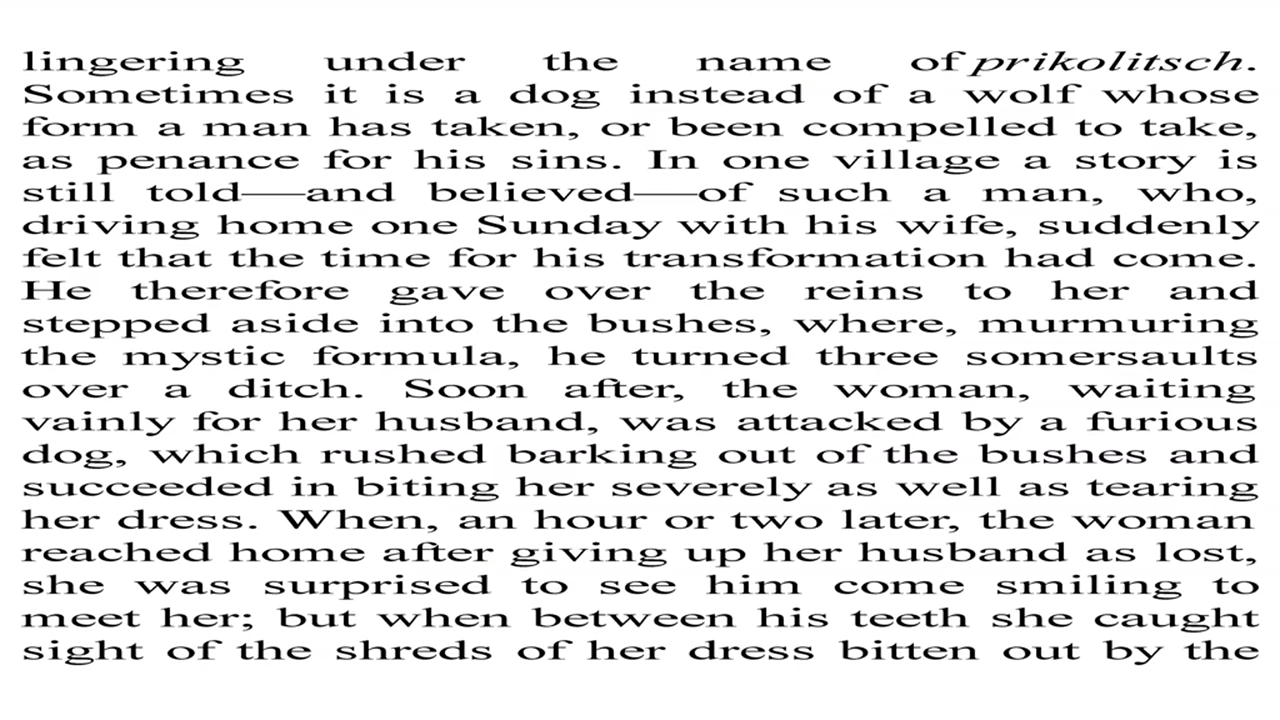 lingering under the name of prikolitsch.
Sometimes it is a dog instead of a wolf whose
form a man has taken, or been compelled to take,
as penance for his sins. In one village a story is
still told—and believed—of such a man, who,
driving home one Sunday with his wife, suddenly
felt that the time for his transformation had come.
He therefore gave over the reins to her and
stepped aside into the bushes, where, murmuring
the mystic formula, he turned three somersaults
over a ditch. Soon after, the woman, waiting
vainly for her husband, was attacked by a furious
dog, which rushed barking out of the bushes and
succeeded in biting her severely as well as tearing
her dress. When, an hour or two later, the woman
reached home after giving up her husband as lost,
she was surprised to see him come smiling to
meet her; but when between his teeth she caught
sight of the shreds of her dress bitten out by the